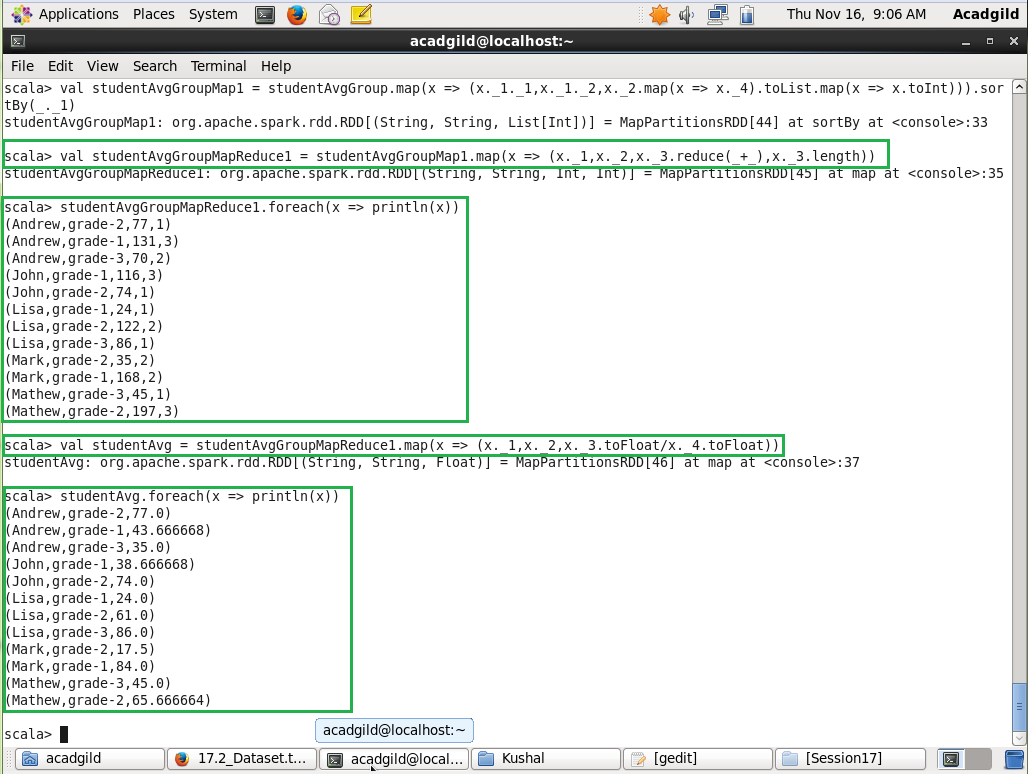 Applications Places System Thu Nov 16, 9:06 AM Acadgild
acadgild@localhost:~
File Edit View Search Terminal Help
scala> val studentAvgGroupMap1 = studentAvgGroup.map(x => (x._1._1,x._1._2,x._2.map(x => x._4).toList.map(x => x.toInt))).sor
tBy(_._1)
studentAvgGroupMap1: org.apache.spark.rdd.RDD[(String, String, List[Int])] = MapPartitionsRDD[44] at sortBy at <console>:33
scala> val studentAvgGroupMapReduce1 = studentAvgGroupMap1.map(x => (x._1,x._2,x._3.reduce(_+_),x._3.length))
studentAvgGroupMapReduce1: org.apache.spark.rdd.RDD[(String, String, Int, Int)] = MapPartitionsRDD[45] at map at <console>:35
scala> studentAvgGroupMapReduce1.foreach(x => println(x))
(Andrew,grade-2,77,1)
(Andrew,grade-1,131,3)
(Andrew,grade-3,70,2)
(John,grade-1,116,3)
(John,grade-2,74,1)
(Lisa,grade-1,24,1)
(Lisa,grade-2,122,2)
(Lisa,grade-3,86,1)
(Mark,grade-2,35,2)
(Mark,grade-1,168,2)
(Mathew,grade-3,45,1)
(Mathew,grade-2,197,3)
scala> val studentAvg = studentAvgGroupMapReduce1.map(x => (x._1,x._2,x._3.toFloat/x._4.toFloat))
studentAvg: org.apache.spark.rdd.RDD[(String, String, Float)] = MapPartitionsRDD[46] at map at <console>:37
scala> studentAvg.foreach(x => println(x))
(Andrew,grade-2,77.0)
(Andrew,grade-1,43.666668)
(Andrew,grade-3,35.0)
(John,grade-1,38.666668)
(John,grade-2,74.0)
(Lisa,grade-1,24.0)
(Lisa,grade-2,61.0)
(Lisa,grade-3,86.0)
(Mark,grade-2,17.5)
(Mark,grade-1,84.0)
(Mathew,grade-3,45.0)
(Mathew,grade-2,65.666664)
scala>
acadgild@localhost:~
acadgild 17.2_Dataset.t... acadgild@local... Kushal [gedit] [Session17]